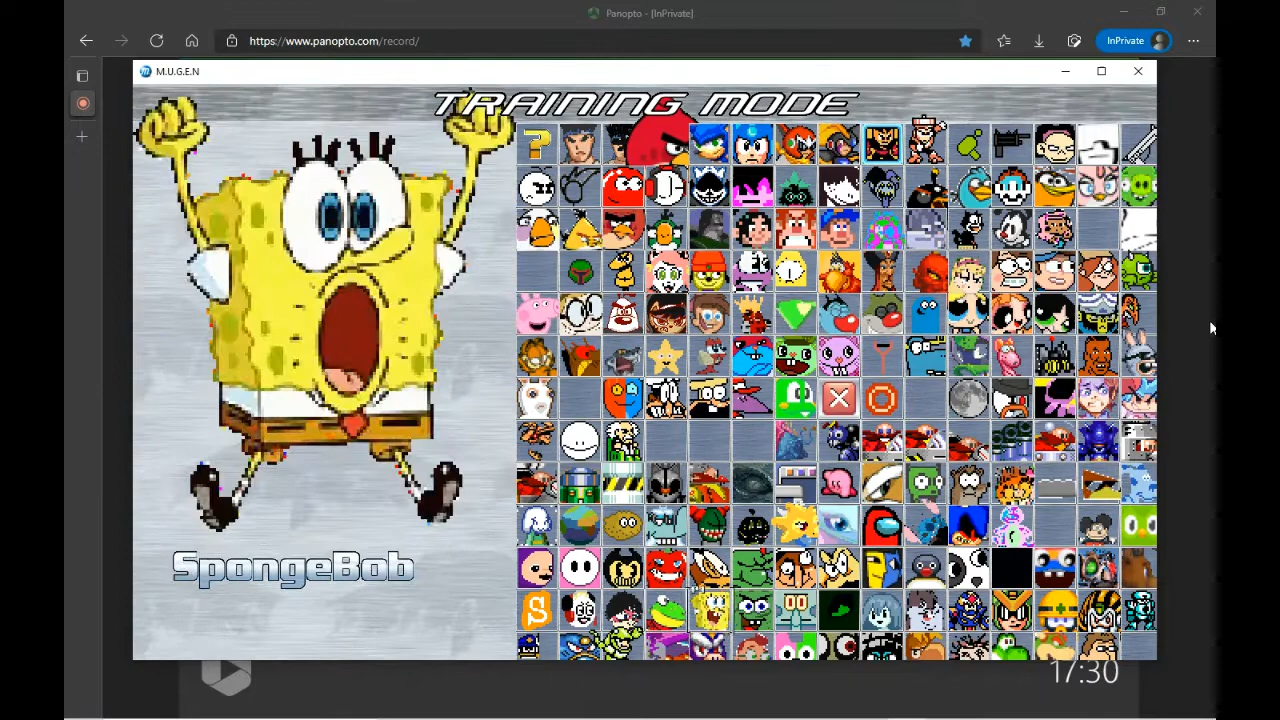 Panopto - [InPrivate]
https://www.panopto.com/record/
InPrivate
M.U.G.E.N
TRAINING MODE
?
S
SpongeBob
17:30